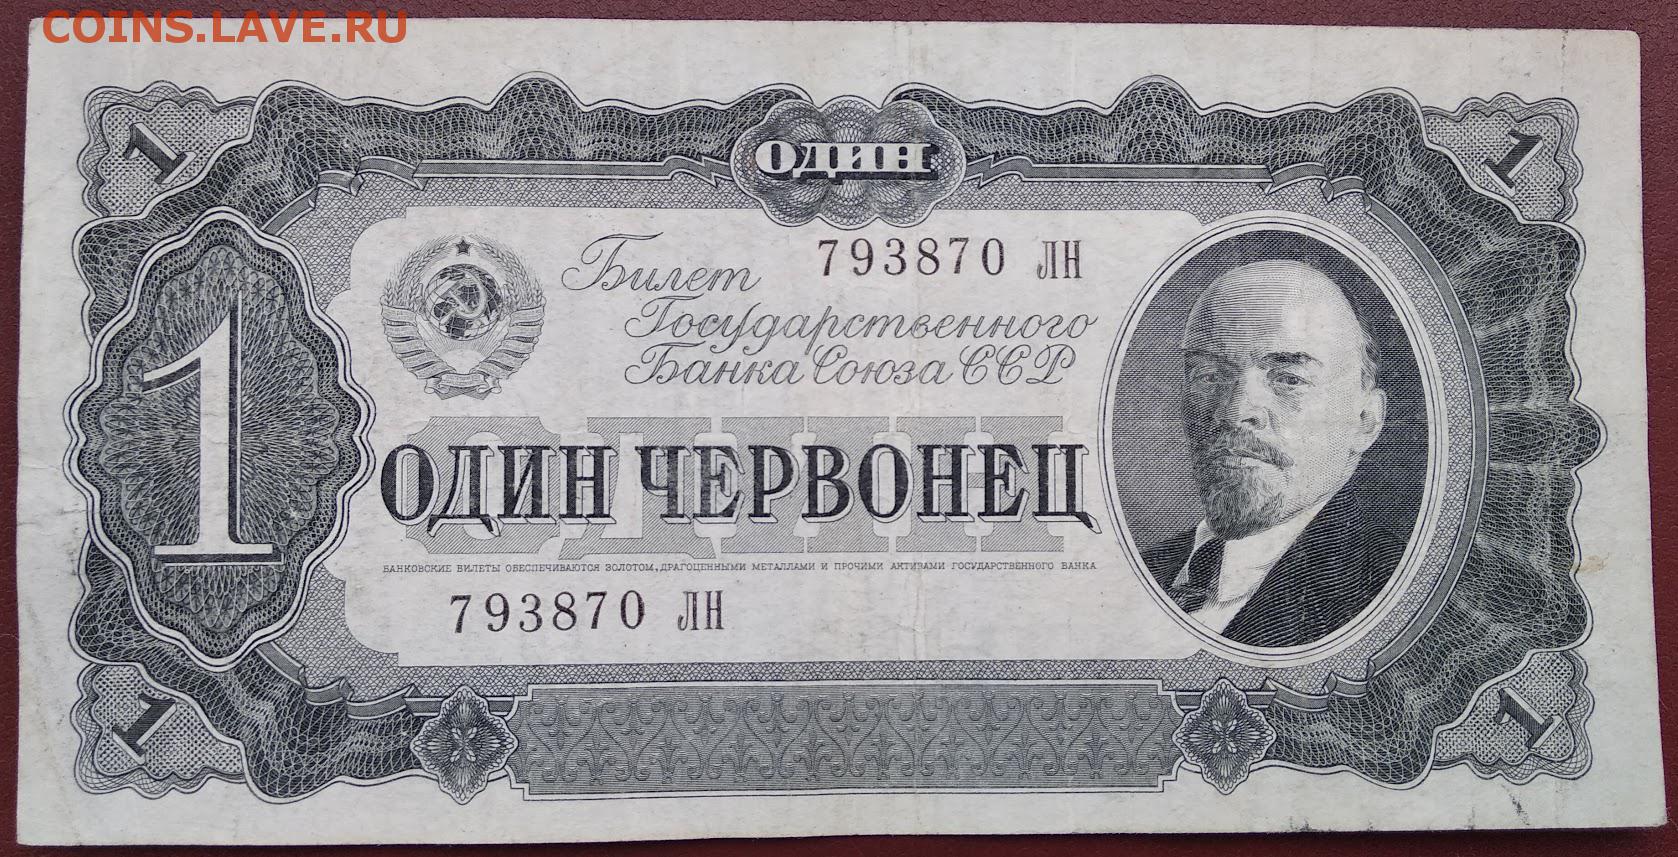 COINS.LAVE.RU
1
1
ОДИН
793870 ЛН
Билет
Государственного
Банка Союза ССР
1
ОДИН
ОДИН ЧЕРВОНЕЦ
БАНКОВСКИЕ БИЛЕТЫ ОБЕСПЕЧИВАЮТСЯ ЗОЛОТОМ, ДРАГОЦЕННЫМИ МЕТАЛЛАМИ И ПРОЧИМИ АКТИВАМИ ГОСУДАРСТВЕННОГО БАНКА
793870 ЛН
1
1